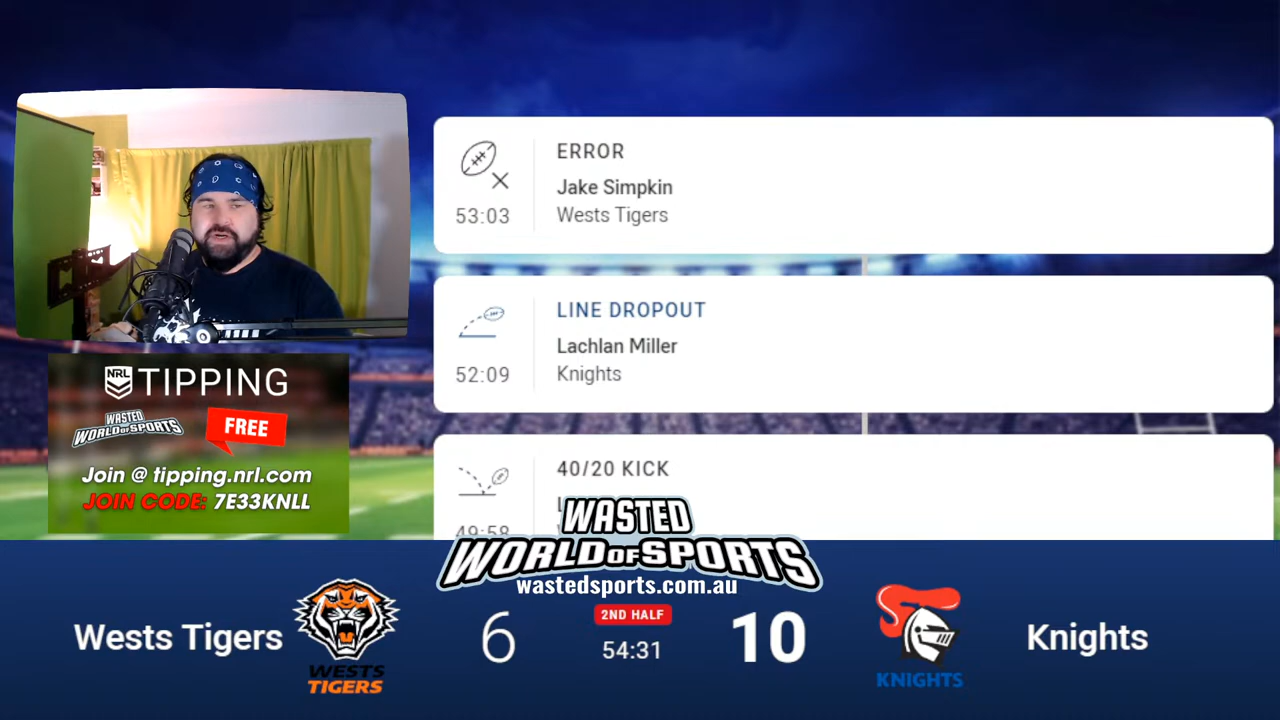 ERROR
Jake Simpkin
53:03
Wests Tigers
LINE DROPOUT
Lachlan Miller
52:09
Knights
40/20 KICK
49:58
NRL TIPPING
WASTED
WORLD OF SPORTS
FREE
Join @ tipping.nrl.com
JOIN CODE: 7E33KNLL
WASTED
WORLD OF SPORTS
wastedsports.com.au
Wests Tigers
WESTS
TIGERS
6
2ND HALF
54:31
10
KNIGHTS
Knights